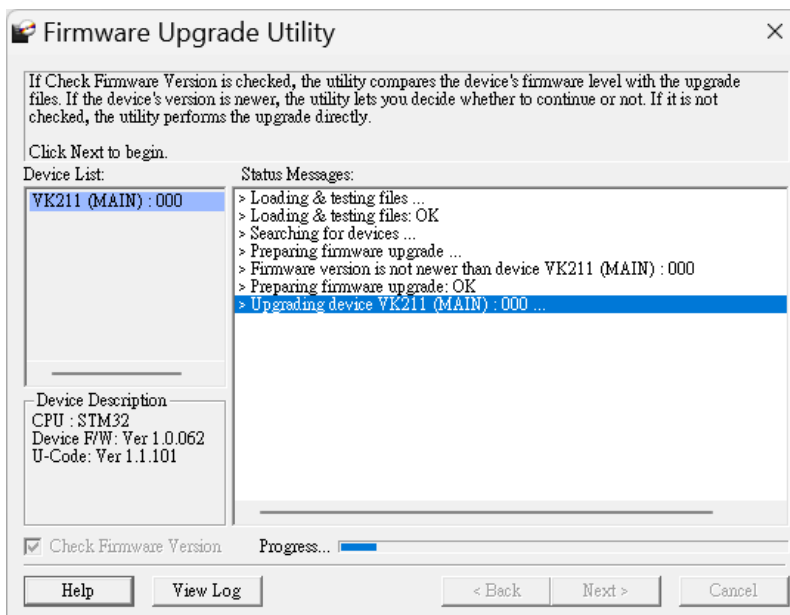 Firmware Upgrade Utility
If Check Firmware Version is checked, the utility compares the device's firmware level with the upgrade
files. If the device's version is newer, the utility lets you decide whether to continue or not. If it is not
checked, the utility performs the upgrade directly.
Click Next to begin.
Device List:
VK211 (MAIN) : 000
Status Messages:
> Loading & testing files ...
> Loading & testing files: OK
> Searching for devices ...
> Preparing firmware upgrade ...
> Firmware version is not newer than device VK211 (MAIN) : 000
> Preparing firmware upgrade: OK
> Upgrading device VK211 (MAIN) : 000 ...
Device Description
CPU : STM32
Device F/W: Ver 1.0.062
U-Code: Ver 1.1.101
Check Firmware Version
Progress...
Help
View Log
< Back
Next >
Cancel